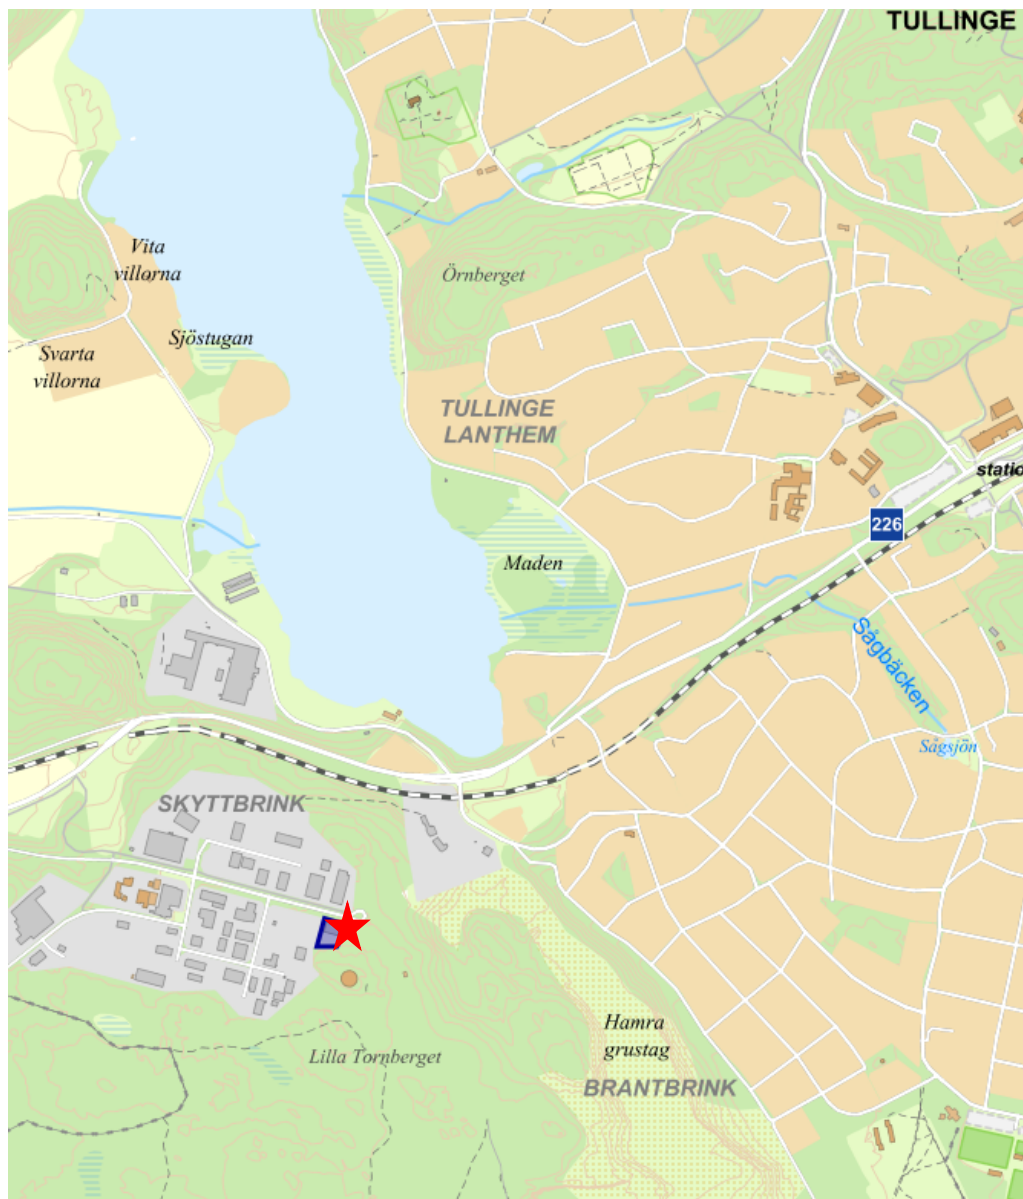 TULLINGE
Vita
villorna
Örnberget
Sjöstugan
Svarta
villorna
TULLINGE
LANTHEM
statio
226
Maden
Sågbäcken
Sågsjön
SKYTTBRINK
Hamra
grustag
Lilla Tornberget
BRANTBRINK